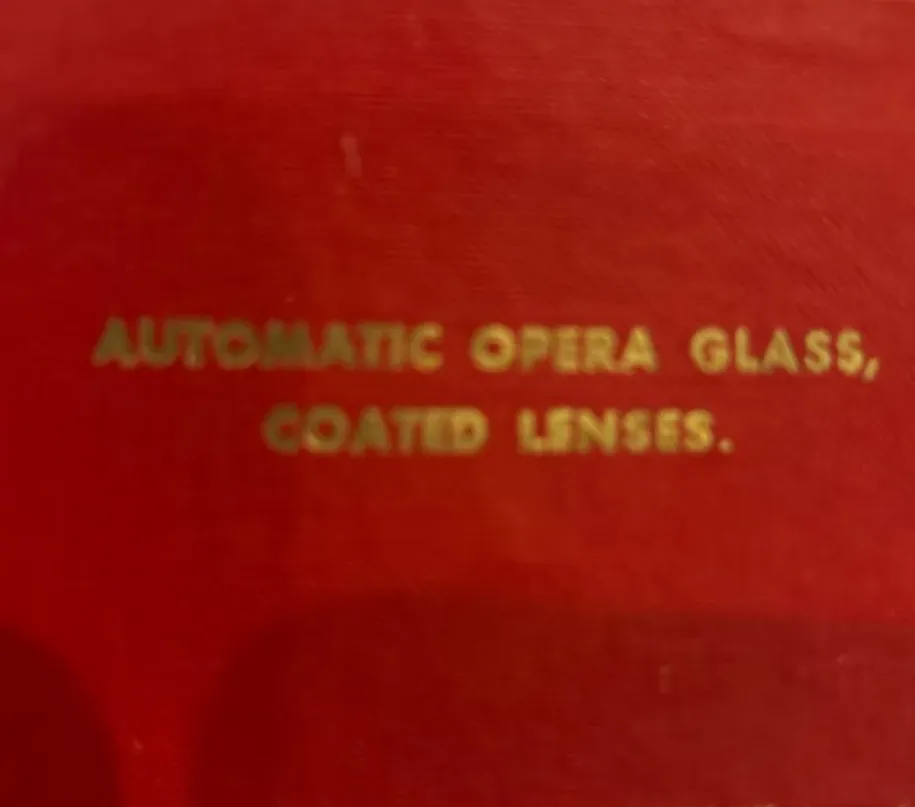 AUTOMATIC OPERA GLASS,
COATED LENSES.